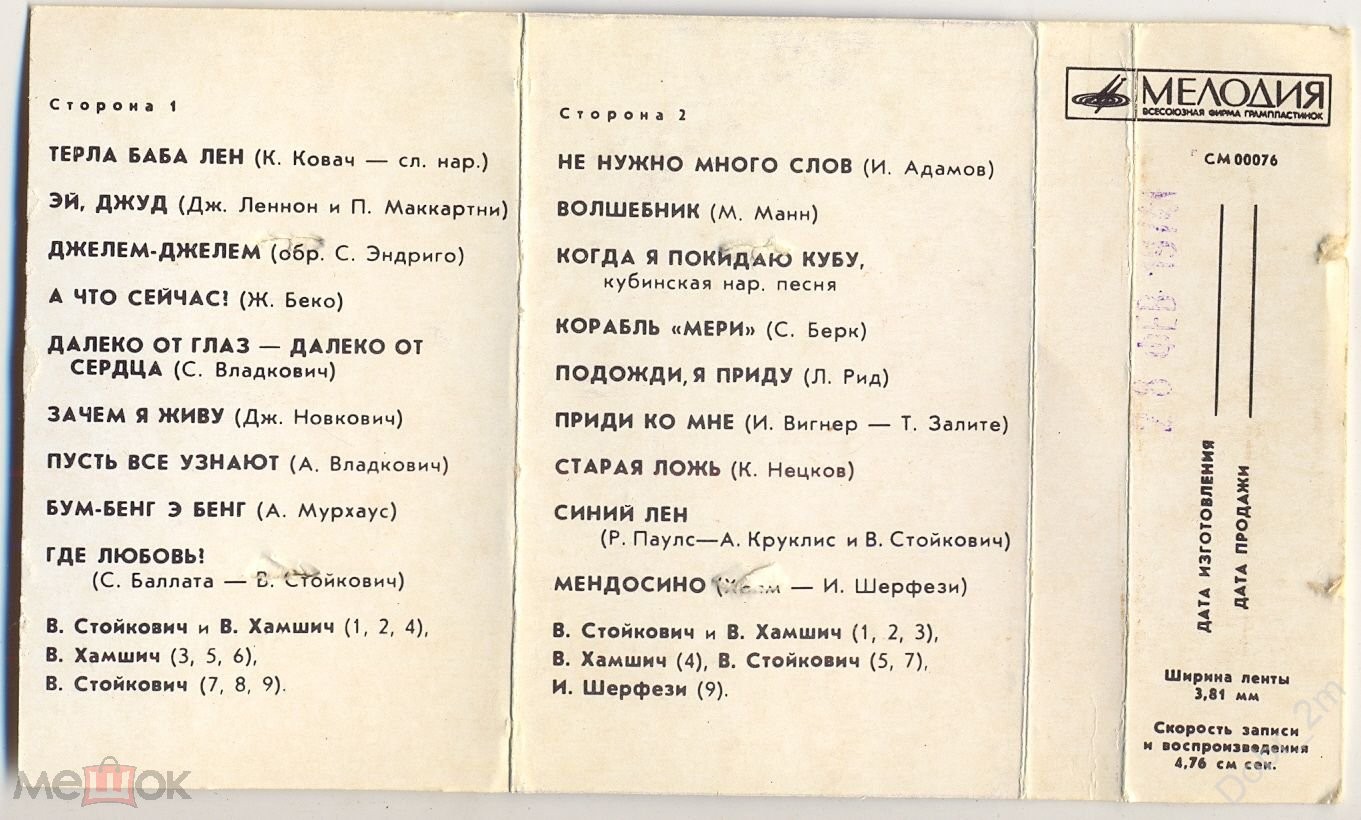 Сторона 1
ТЕРЛА БАБА ЛЕН (К. Ковач — сл. нар.)
ЭЙ, ДЖУД (Дж. Леннон и П. Маккартни)
ДЖЕЛЕМ-ДЖЕЛЕМ (обр. С. Эндриго)
А ЧТО СЕЙЧАС? (Ж. Беко)
ДАЛЕКО ОТ ГЛАЗ — ДАЛЕКО ОТ
СЕРДЦА (С. Владкович)
ЗАЧЕМ Я ЖИВУ (Дж. Новкович)
ПУСТЬ ВСЕ УЗНАЮТ (А. Владкович)
БУМ-БЕНГ Э БЕНГ (А. Мурхаус)
ГДЕ ЛЮБОВЬ?
(С. Баллата — В. Стойкович)
В. Стойкович и В. Хамшич (1, 2, 4),
В. Хамшич (3, 5, 6),
В. Стойкович (7, 8, 9).
Сторона 2
НЕ НУЖНО МНОГО СЛОВ (И. Адамов)
ВОЛШЕБНИК (М. Манн)
КОГДА Я ПОКИДАЮ КУБУ,
кубинская нар. песня
КОРАБЛЬ «МЕРИ» (С. Берк)
ПОДОЖДИ, Я ПРИДУ (Л. Рид)
ПРИДИ КО МНЕ (И. Вигнер — Т. Залите)
СТАРАЯ ЛОЖЬ (К. Нецков)
СИНИЙ ЛЕН
(Р. Паулс—А. Круклис и В. Стойкович)
МЕНДОСИНО — И. Шерфези)
В. Стойкович и В. Хамшич (1, 2, 3),
В. Хамшич (4), В. Стойкович (5, 7),
И. Шерфези (9).
МЕЛОДИЯ
ВСЕСОЮЗНАЯ ФИРМА ГРАМПЛАСТИНОК
СМ 00076
28 ФЕВ
ДАТА ИЗГОТОВЛЕНИЯ
ДАТА ПРОДАЖИ
Ширина ленты
3,81 мм
Скорость записи
и воспроизведения
4,76 см сек.
мешок